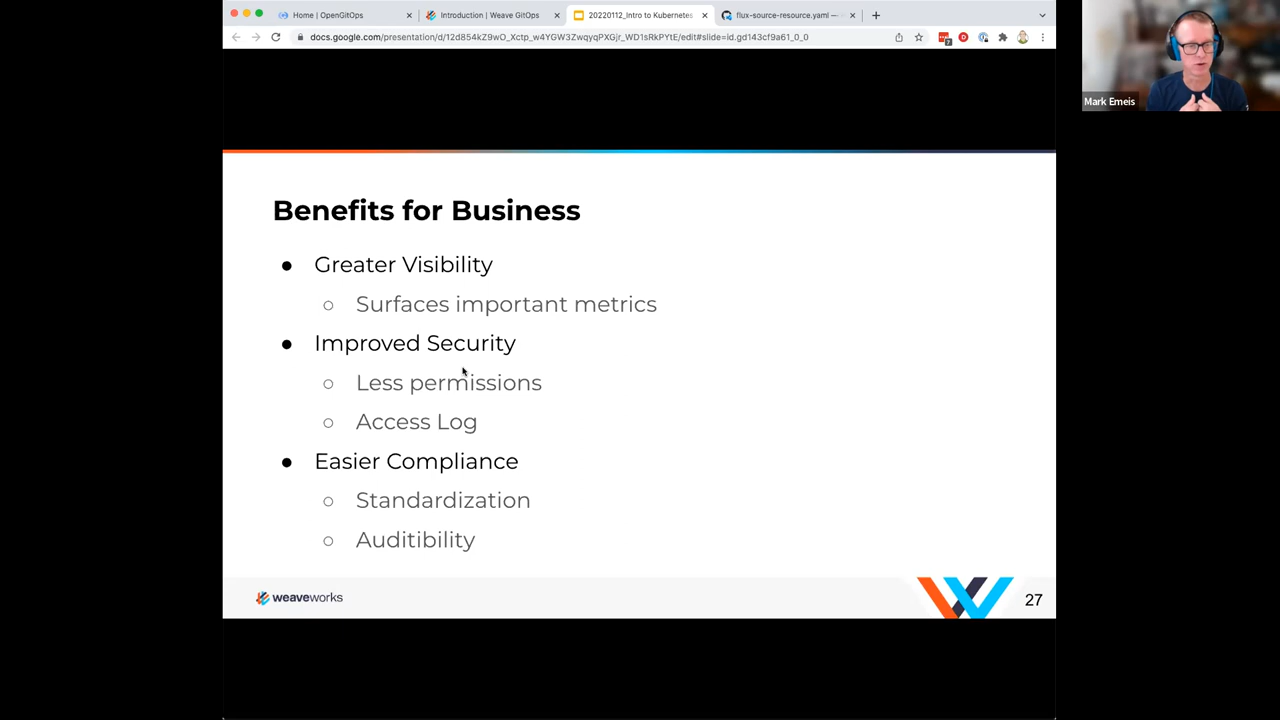 Home | OpenGitOps
Introduction | Weave GitOps
20220112_Intro to Kubernetes
flux-source-resource.yaml —
docs.google.com/presentation/d/12d854kZ9wO_Xctp_w4YGW3ZwqyqPXGjr_WD1sRkPYtE/edit#slide=id.gd143cf9a61_0_0
7
Mark Emeis
Benefits for Business
● Greater Visibility
○ Surfaces important metrics
● Improved Security
○ Less permissions
○ Access Log
● Easier Compliance
○ Standardization
○ Auditibility
weaveworks
27